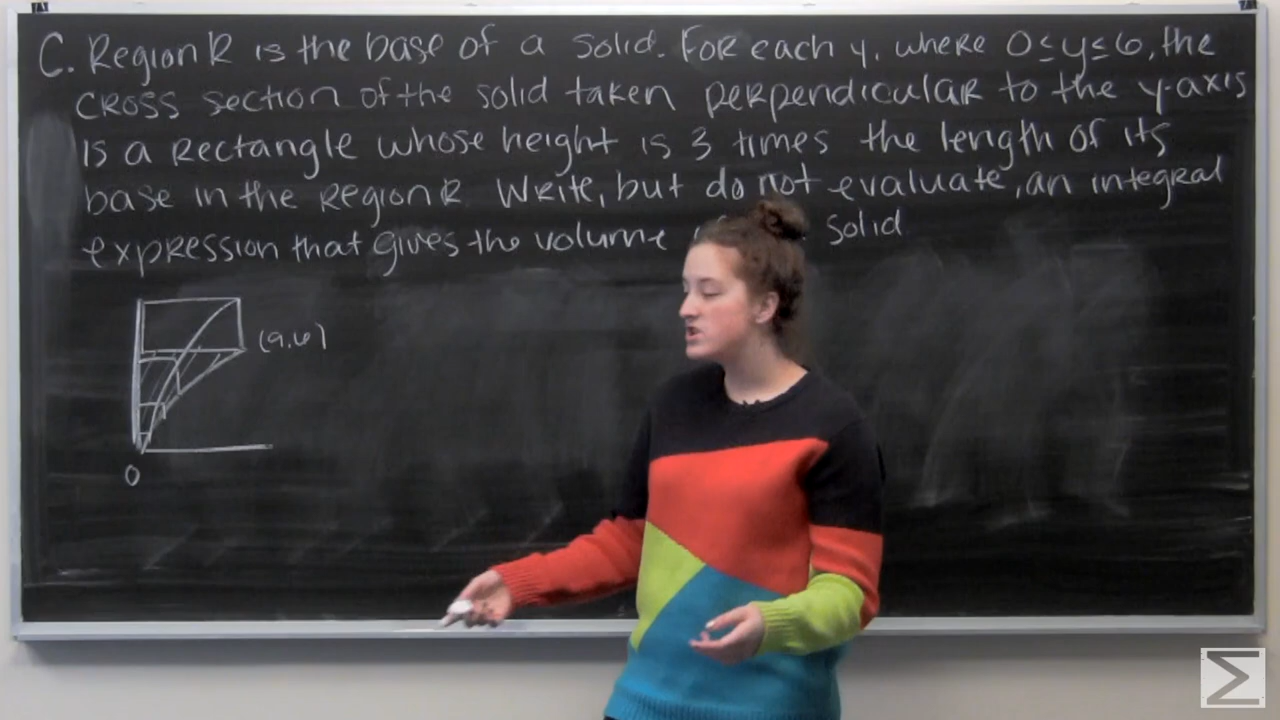 C. Region R is the base of a solid. For each y, where 0≤y≤6, the
cross section of the solid taken perpendicular to the y-axis
is a rectangle whose height is 3 times the length of its
base in the region R. Write, but do not evaluate, an integral
expression that gives the volume solid
(9,6)
0
Σ